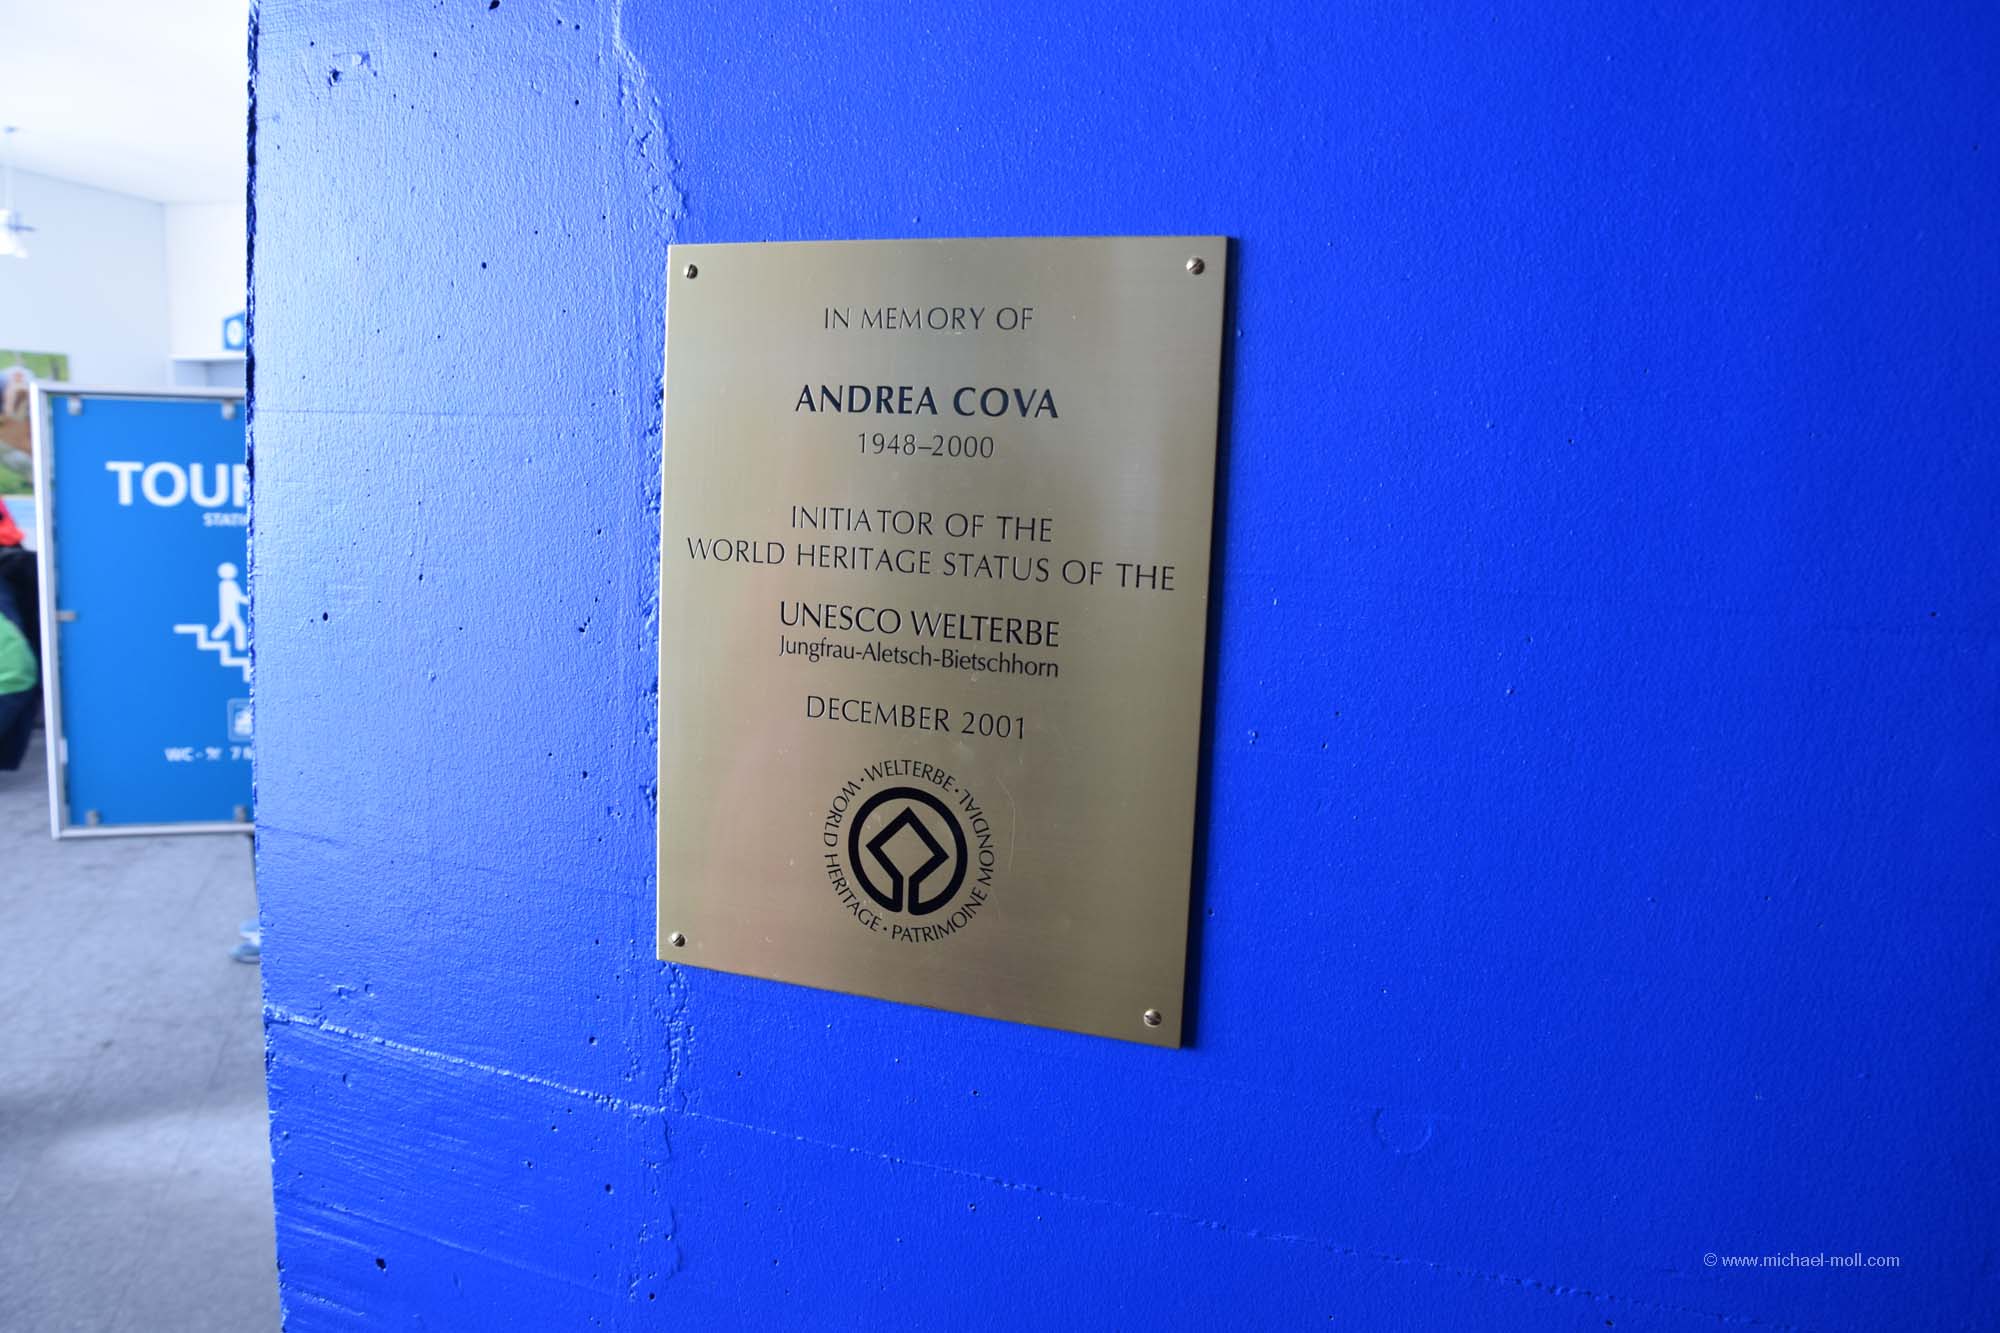 IN MEMORY OF
ANDREA COVA
1948–2000
INITIATOR OF THE
WORLD HERITAGE STATUS OF THE
UNESCO WELTERBE
Jungfrau-Aletsch-Bietschhorn
DECEMBER 2001
WORLD HERITAGE · WELTERBE · PATRIMOINE MONDIAL ·
WC
© www.michael-moll.com